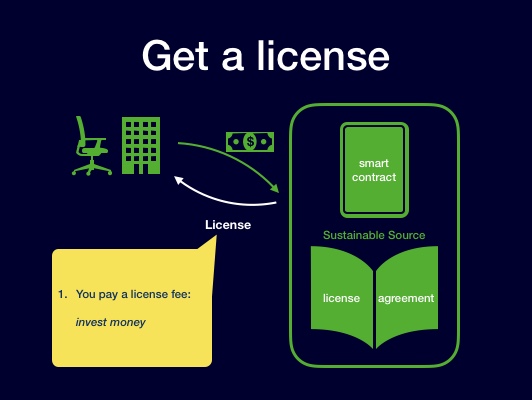 Get a license
$
smart
contract
License
Sustainable Source
license agreement
1. You pay a license fee:
invest money